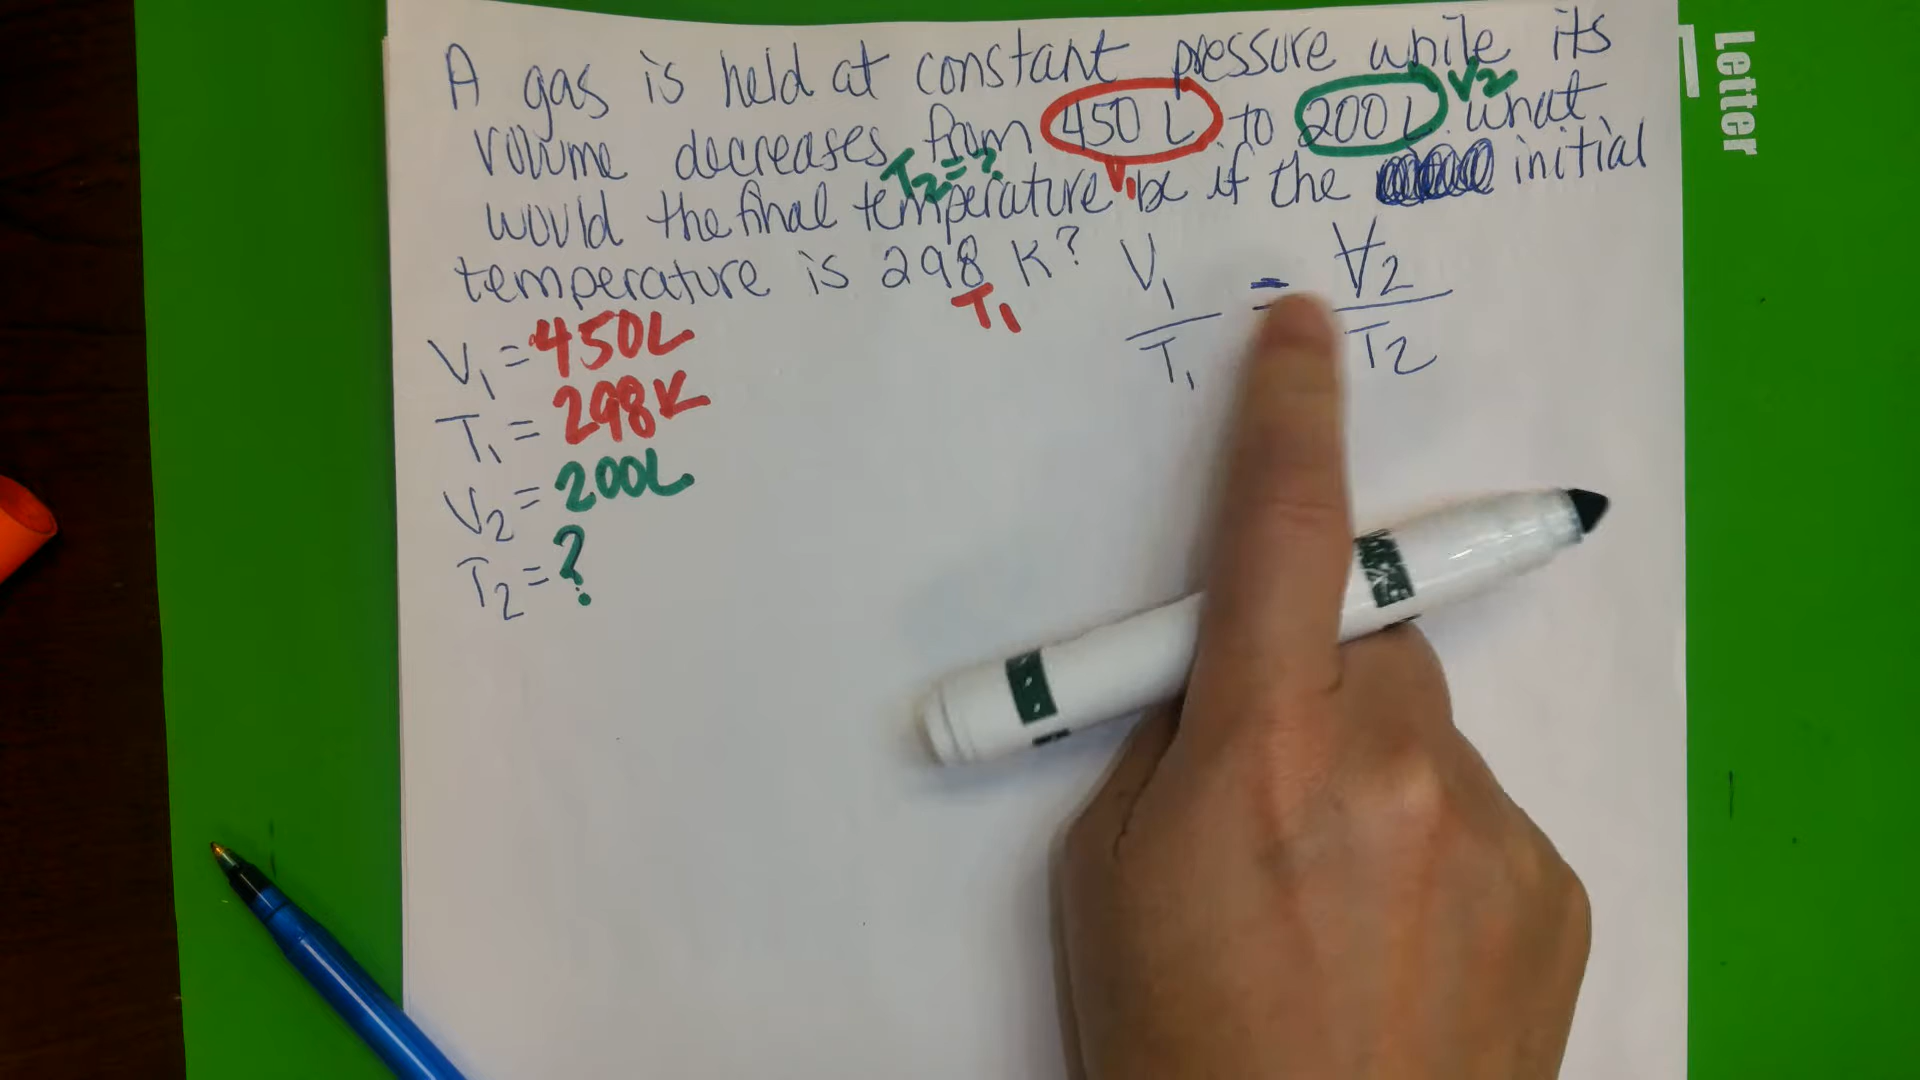 A gas is held at constant pressure while its
V2
volume decreases from 450 L to 200 L. what
T2=? V1
would the final temperature be if the initial
temperature is 298 K?
T1
V1 = V2
T1 T2
V1 = 450L
T1 = 298K
V2 = 200L
T2 = ?
Letter